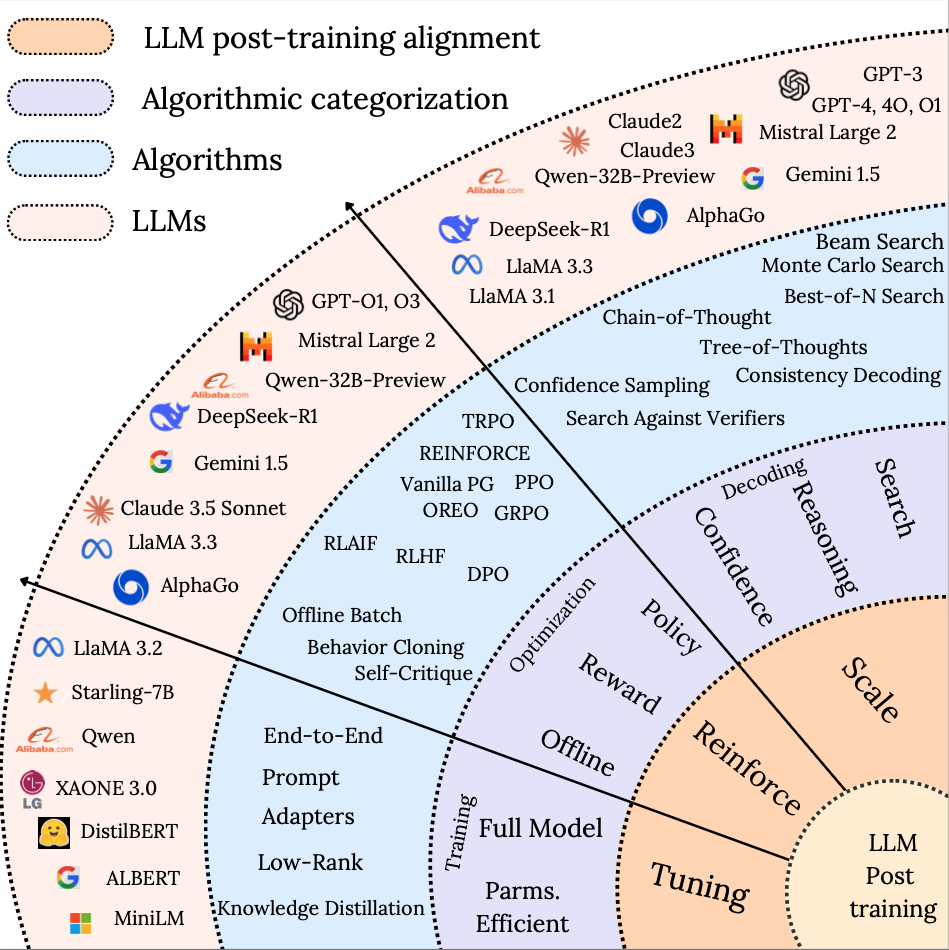 LLM post-training alignment
Algorithmic categorization
Algorithms
LLMs
GPT-3
GPT-4, 4O, O1
Claude2
Claude3
Mistral Large 2
Alibaba.com
Qwen-32B-Preview
Gemini 1.5
DeepSeek-R1
AlphaGo
LlaMA 3.3
LlaMA 3.1
Beam Search
Monte Carlo Search
Best-of-N Search
Chain-of-Thought
Tree-of-Thoughts
Consistency Decoding
Confidence Sampling
Search Against Verifiers
Decoding
Confidence
Reasoning
Search
Scale
GPT-O1, O3
Mistral Large 2
Alibaba.com
Qwen-32B-Preview
DeepSeek-R1
Gemini 1.5
Claude 3.5 Sonnet
LlaMA 3.3
AlphaGo
TRPO
REINFORCE
Vanilla PG PPO
OREO GRPO
RLAIF
RLHF
DPO
Offline Batch
Behavior Cloning
Self-Critique
Optimization
Policy
Reward
Offline
Reinforce
LlaMA 3.2
Starling-7B
Alibaba.com
Qwen
LG
XAONE 3.0
DistilBERT
ALBERT
MiniLM
End-to-End
Prompt
Adapters
Low-Rank
Knowledge Distillation
Training
Full Model
Parms.
Efficient
Tuning
LLM
Post
training